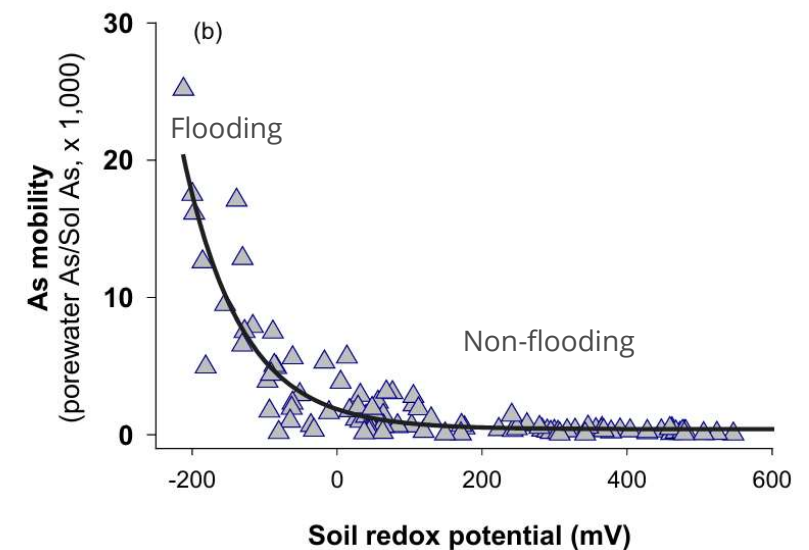 30
(b)
Flooding
20
As mobility
(porewater As/Sol As, x 1,000)
10
Non-flooding
0
-200 0 200 400 600
Soil redox potential (mV)